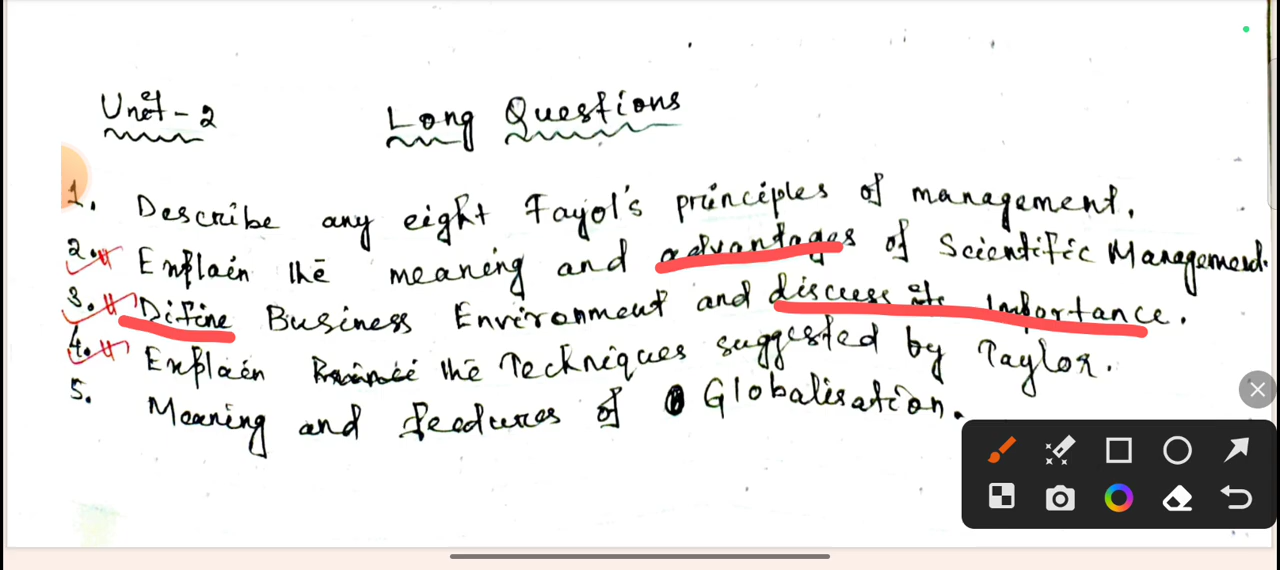 Unit - 2
Long Questions
1. Describe any eight Fayol's principles of management.
2. Explain the meaning and advantages of Scientific Management.
3. Difine Business Environment and discuss its Importance.
4. Explain the Techniques suggested by Taylor.
5. Meaning and features of Globalisation.